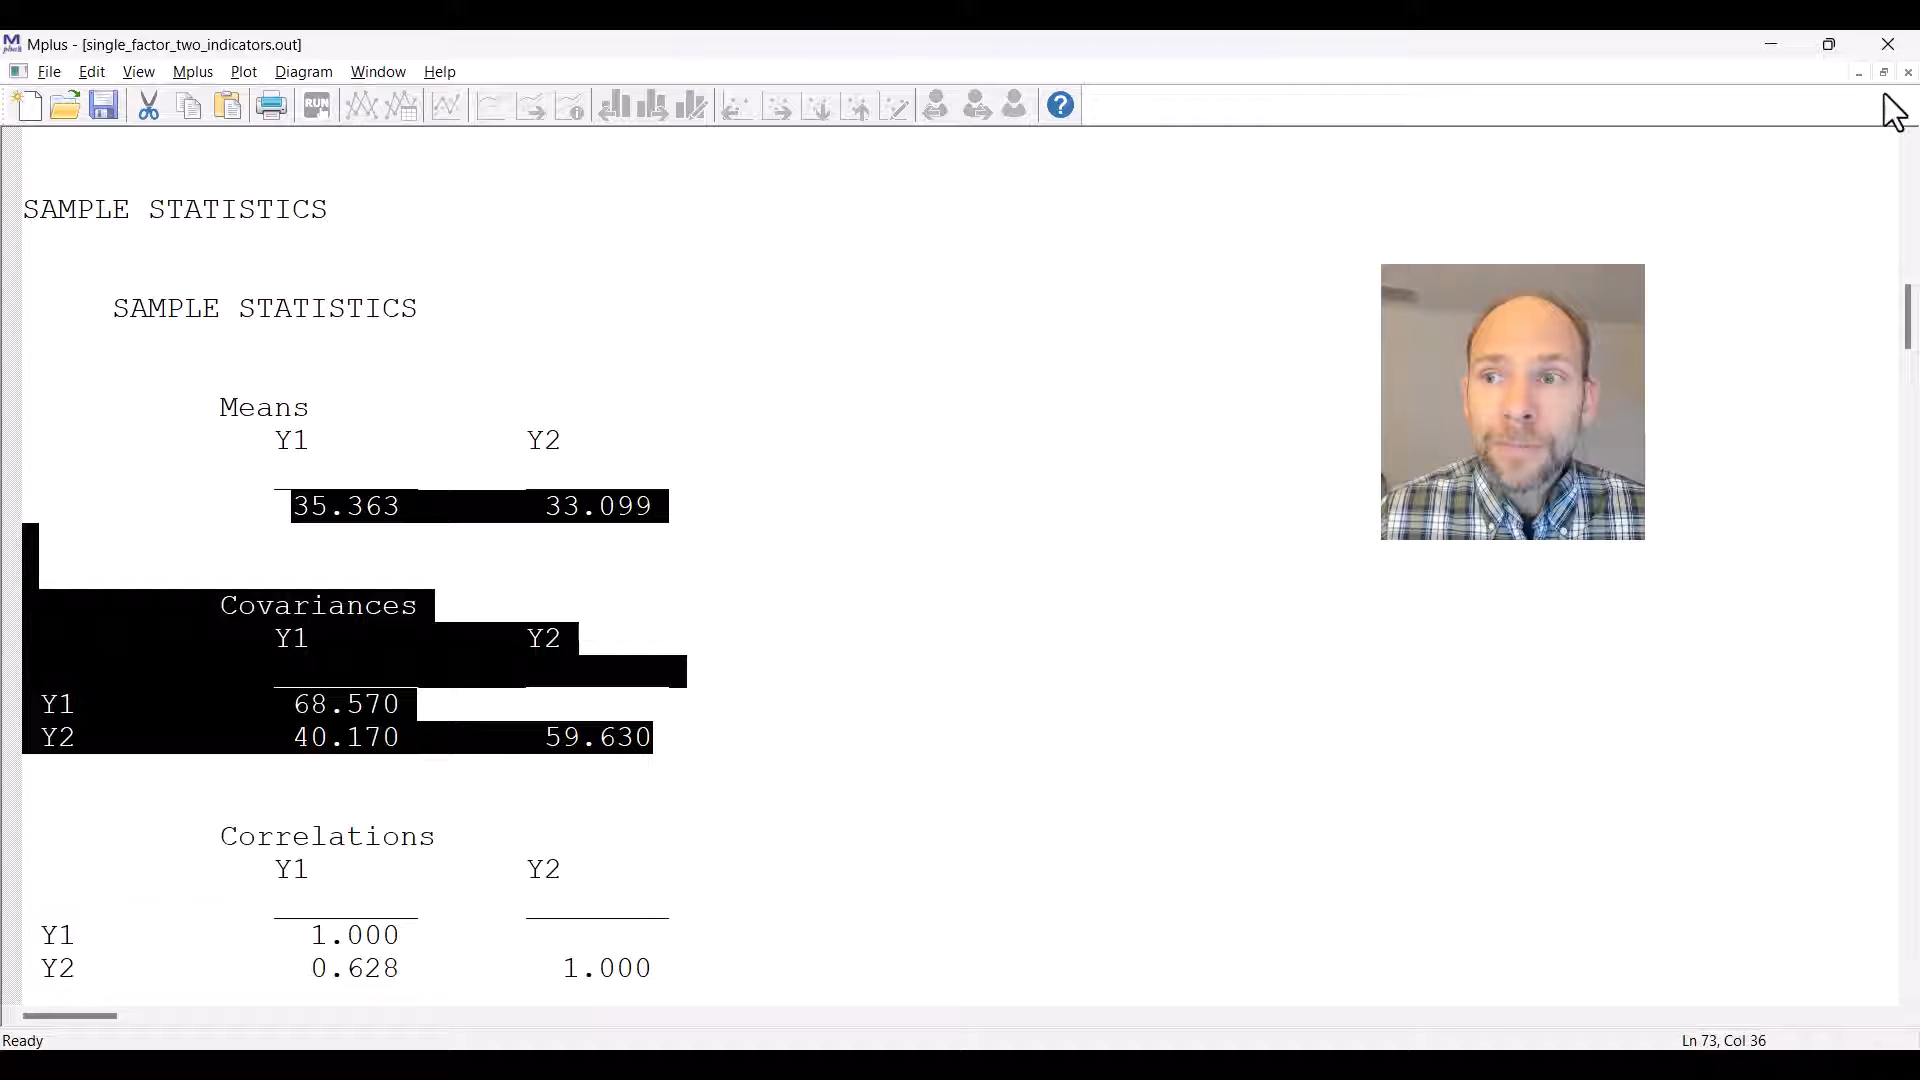 Mplus - [single_factor_two_indicators.out]
File Edit View Mplus Plot Diagram Window Help
RUN
SAMPLE STATISTICS
SAMPLE STATISTICS
Means
Y1 Y2
35.363 33.099
Covariances
Y1 Y2
Y1 68.570
Y2 40.170 59.630
Correlations
Y1 Y2
Y1 1.000
Y2 0.628 1.000
Ready Ln 73, Col 36